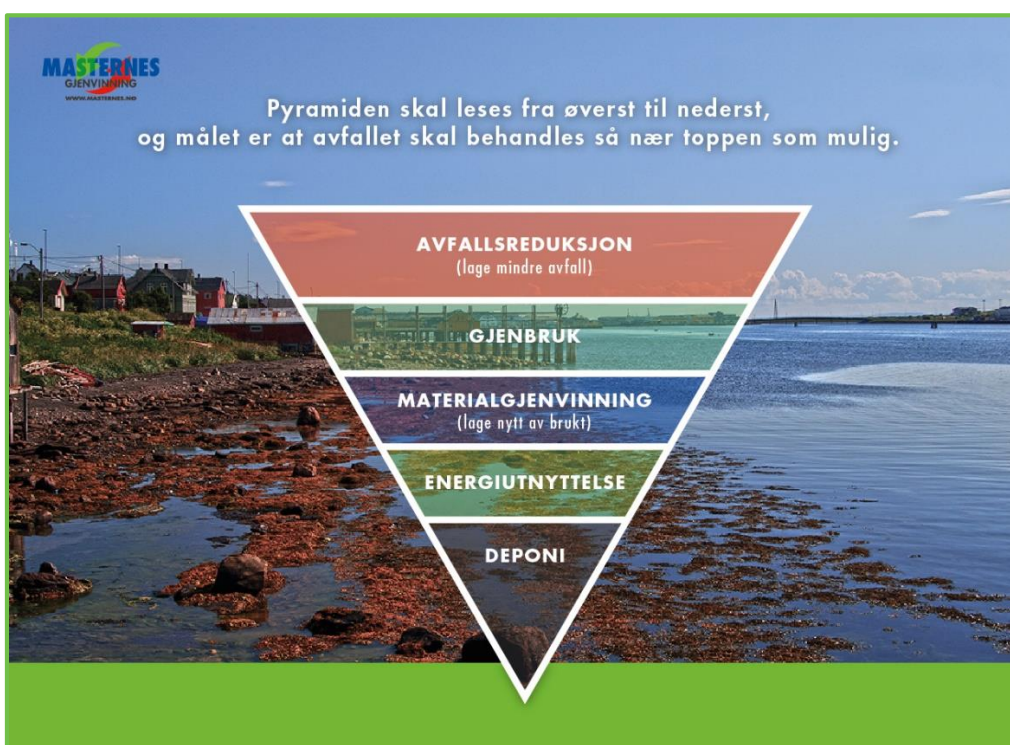 MASTERNES
GJENVINNING
WWW.MASTERNES.NO
Pyramiden skal leses fra øverst til nederst,
og målet er at avfallet skal behandles så nær toppen som mulig.
AVFALLSREDUKSJON
(lage mindre avfall)
GJENBRUK
MATERIALGJENVINNING
(lage nytt av brukt)
ENERGIUTNYTTELSE
DEPONI